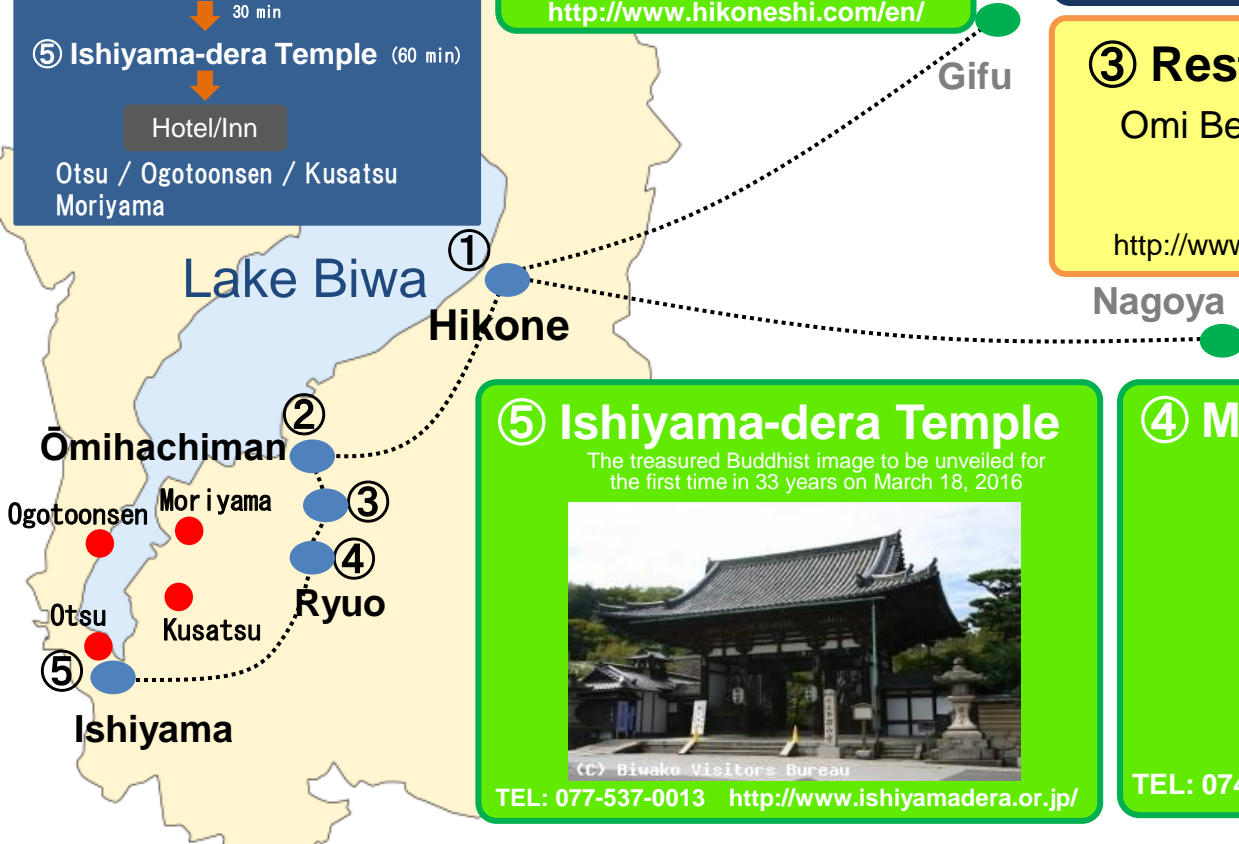 30 min
⑤ Ishiyama-dera Temple (60 min)
Hotel/Inn
Otsu / Ogotoonsen / Kusatsu
Moriyama
http://www.hikoneshi.com/en/
Gifu
③ Rest
Omi Be
http://www
Nagoya
Lake Biwa
①
Hikone
②
Ōmihachiman
③
④
Ryuo
Ogotoonsen
Moriyama
Otsu
Kusatsu
⑤
Ishiyama
⑤ Ishiyama-dera Temple
The treasured Buddhist image to be unveiled for
the first time in 33 years on March 18, 2016
(C) Biwako Visitors Bureau
TEL: 077-537-0013 http://www.ishiyamadera.or.jp/
④ M
TEL: 074